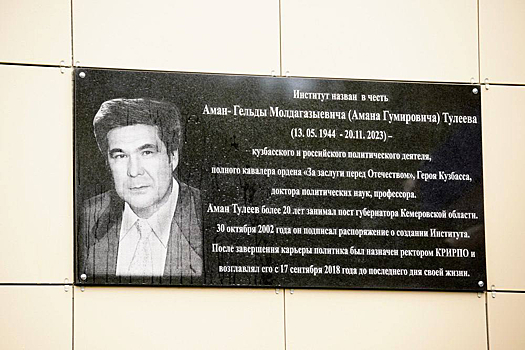 Институт назван в честь
Аман- Гельды Молдагазыевича (Амана Гумировича) Тулеева
(13. 05. 1944 - 20.11. 2023) –
кузбасского и российского политического деятеля,
полного кавалера ордена «За заслуги перед Отечеством», Героя Кузбасса,
доктора политических наук, профессора.
Аман Тулеев более 20 лет занимал пост губернатора Кемеровской области.
30 октября 2002 года он подписал распоряжение о создании Института.
После завершения карьеры политика был назначен ректором КРИРПО и
возглавлял его с 17 сентября 2018 года до последнего дня своей жизни.